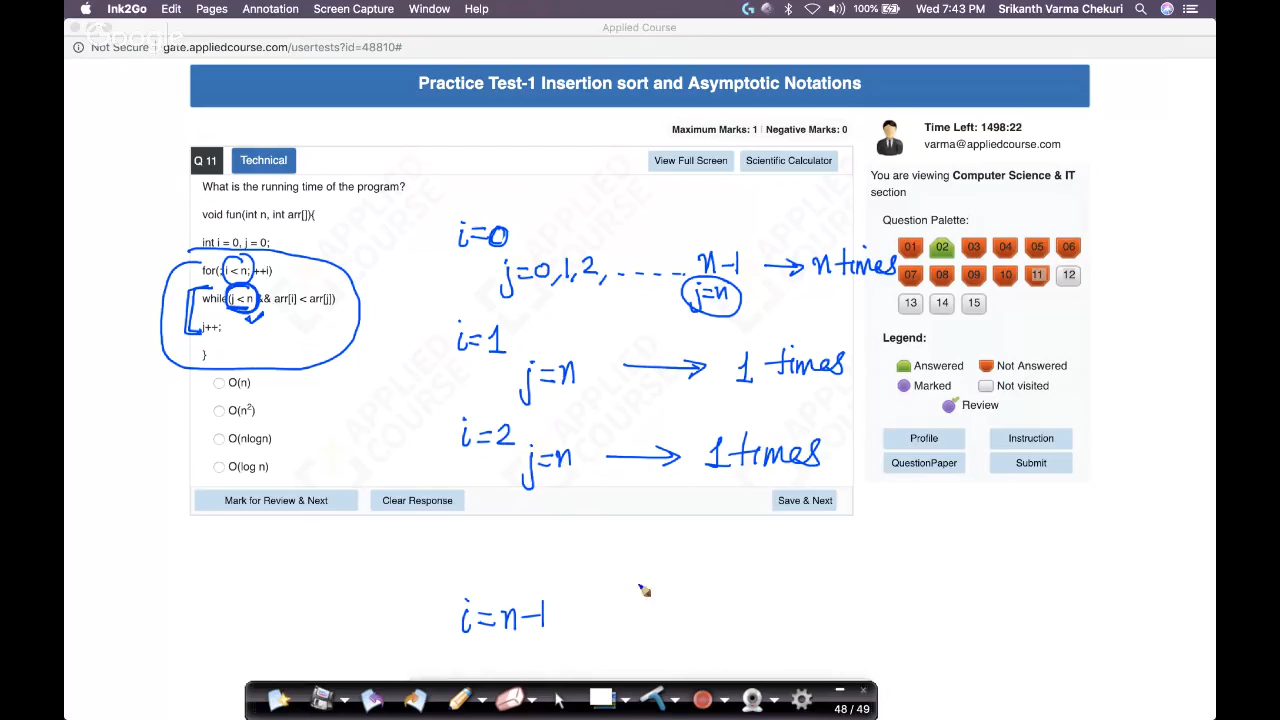 Ink2Go Edit Pages Annotation Screen Capture Window Help 100% Wed 7:43 PM Srikanth Varma Chekuri
Applied Course
Google
Not Secure gate.appliedcourse.com/usertests?id=48810#
Practice Test-1 Insertion sort and Asymptotic Notations
Maximum Marks: 1 | Negative Marks: 0
Time Left: 1498:22
varma@appliedcourse.com
Q 11 Technical View Full Screen Scientific Calculator
You are viewing Computer Science & IT
section
What is the running time of the program?
void fun(int n, int arr[]){
int i = 0, j = 0;
for(; i < n; ++i)
while(j < n && arr[i] < arr[j])
j++;
}
O(n)
O(n²)
O(nlogn)
O(log n)
i=0
j=0,1,2, ..... n-1 → n times
j=n
i=1
j=n → 1 times
i=2
j=n → 1 times
i=n-1
Mark for Review & Next Clear Response Save & Next
Question Palette:
01 02 03 04 05 06
07 08 09 10 11 12
13 14 15
Legend:
Answered Not Answered
Marked Not visited
Review
Profile Instruction
QuestionPaper Submit
APPLIED COURSE
48 / 49